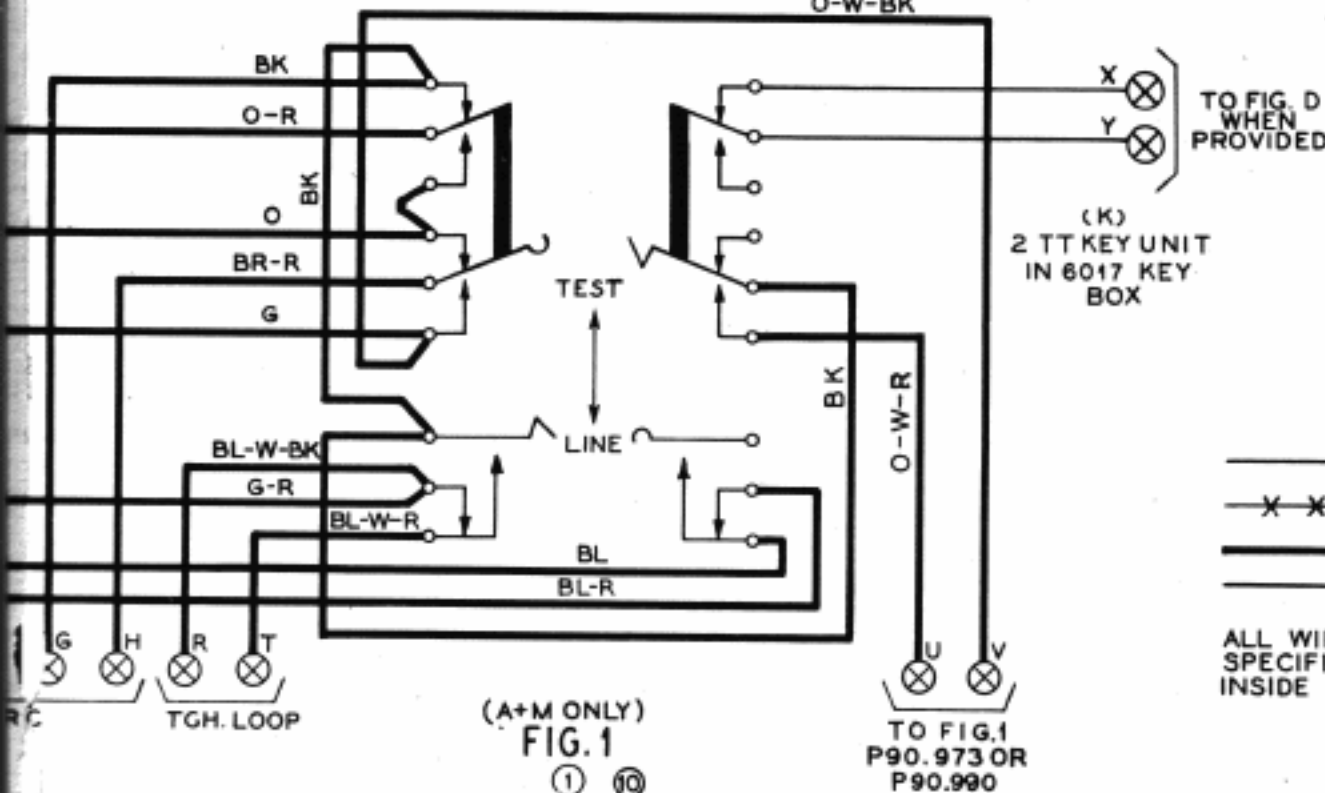 O-W-BK
BK
O-R
BK
O
BR-R
G
X
Y
TO FIG. D
WHEN
PROVIDED
(K)
2 TT KEY UNIT
IN 6017 KEY
BOX
TEST
LINE
BK
O-W-R
BL-W-BK
G-R
BL-W-R
BL
BL-R
G
H
R
T
U
V
TGH. LOOP
(A+M ONLY)
FIG. 1
1 10
TO FIG.1
P90.973 OR
P90.990
ALL
INSIDE